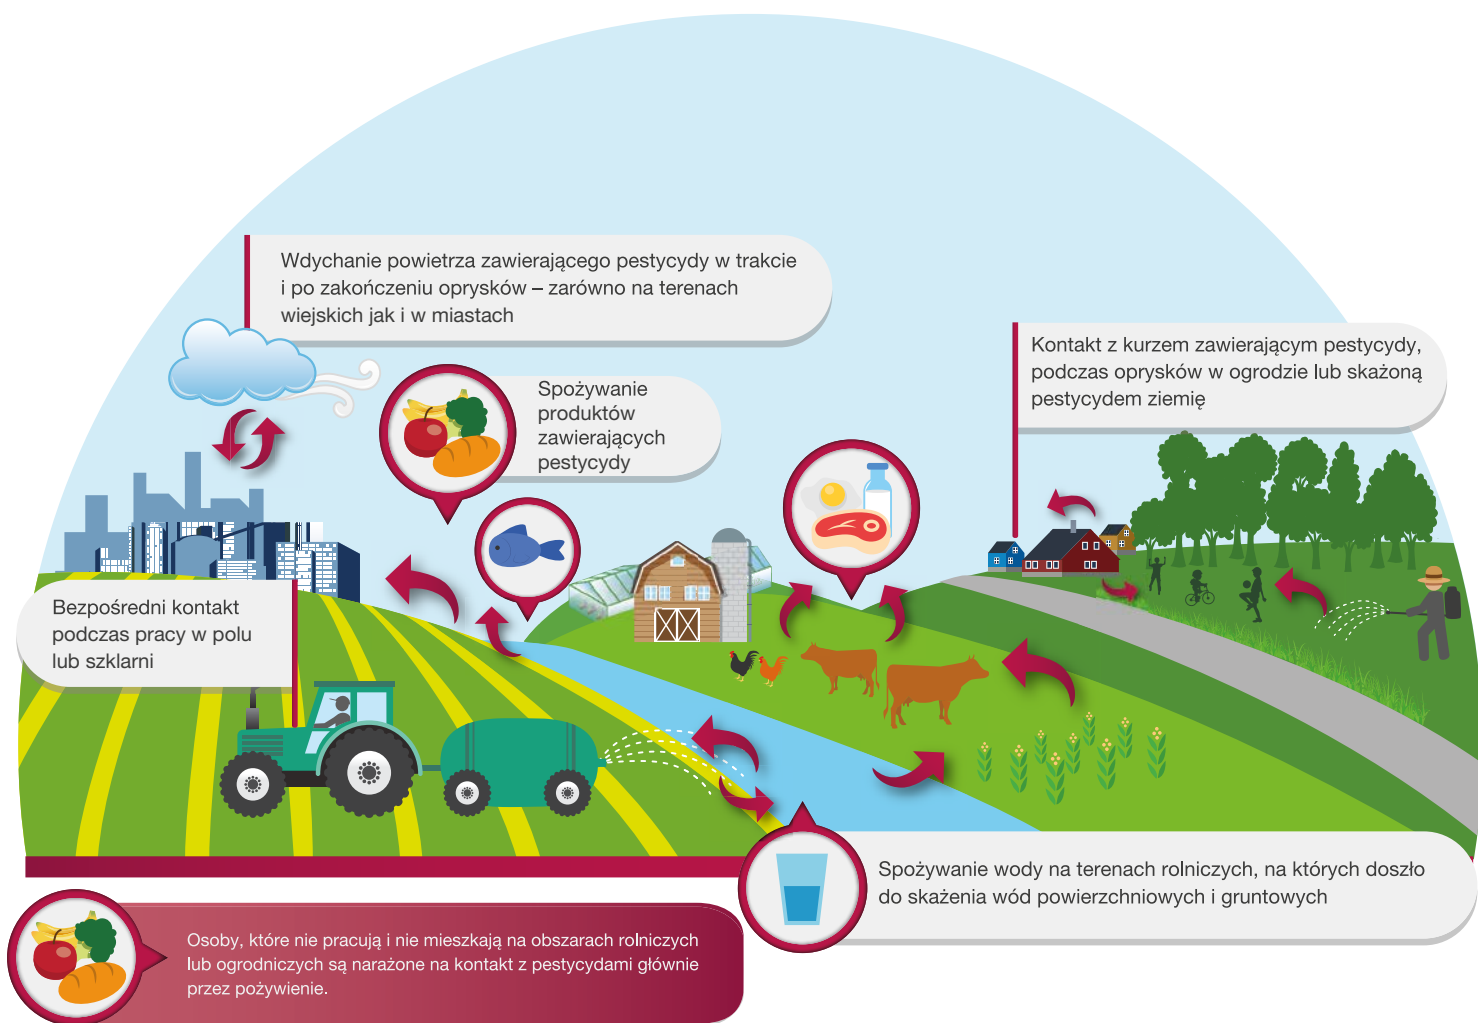 Wdychanie powietrza zawierającego pestycydy w trakcie
i po zakończeniu oprysków – zarówno na terenach
wiejskich jak i w miastach
Kontakt z kurzem zawierającym pestycydy,
podczas oprysków w ogrodzie lub skażoną
pestycydem ziemię
Spożywanie
produktów
zawierających
pestycydy
Bezpośredni kontakt
podczas pracy w polu
lub szklarni
Spożywanie wody na terenach rolniczych, na których doszło
do skażenia wód powierzchniowych i gruntowych
Osoby, które nie pracują i nie mieszkają na obszarach rolniczych
lub ogrodniczych są narażone na kontakt z pestycydami głównie
przez pożywienie.